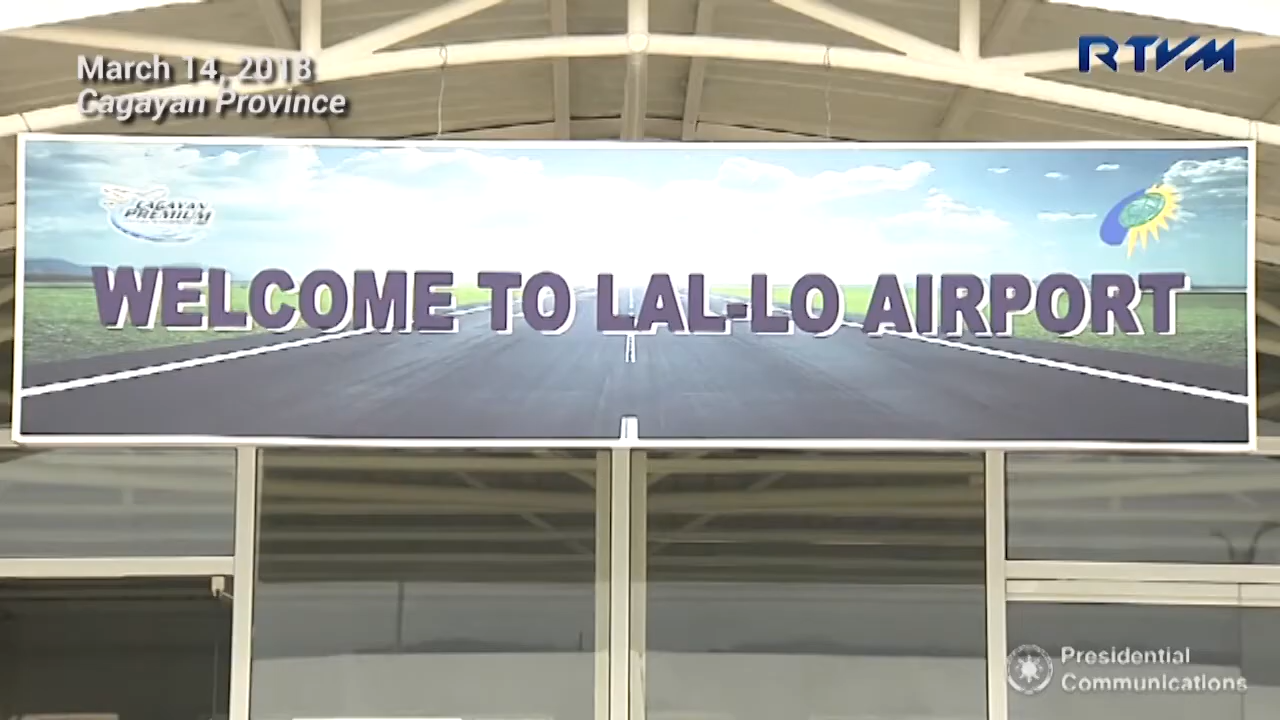 March 14, 2018
Cagayan Province
RTVM
CAGAYAN
PREMIUM
WELCOME TO LAL-LO AIRPORT
Presidential
Communications